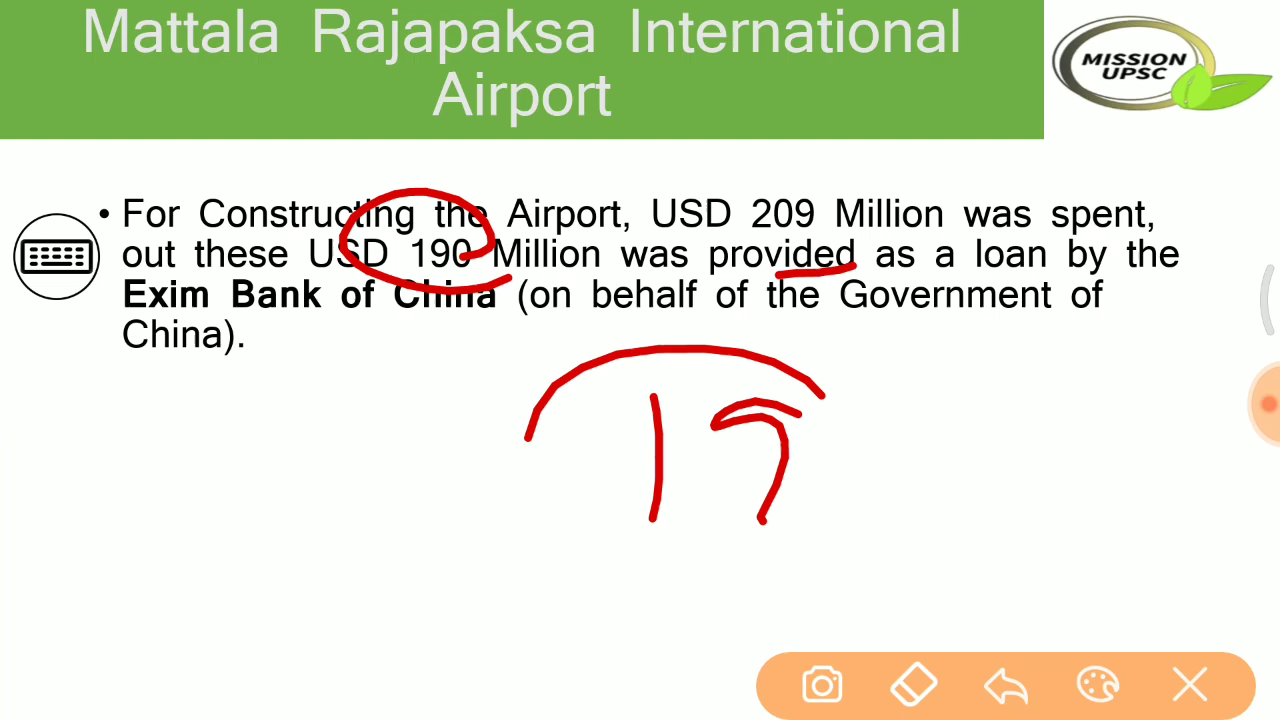 Mattala Rajapaksa International
Airport
MISSION
UPSC
• For Constructing the Airport, USD 209 Million was spent,
out these USD 190 Million was provided as a loan by the
Exim Bank of China (on behalf of the Government of
China).